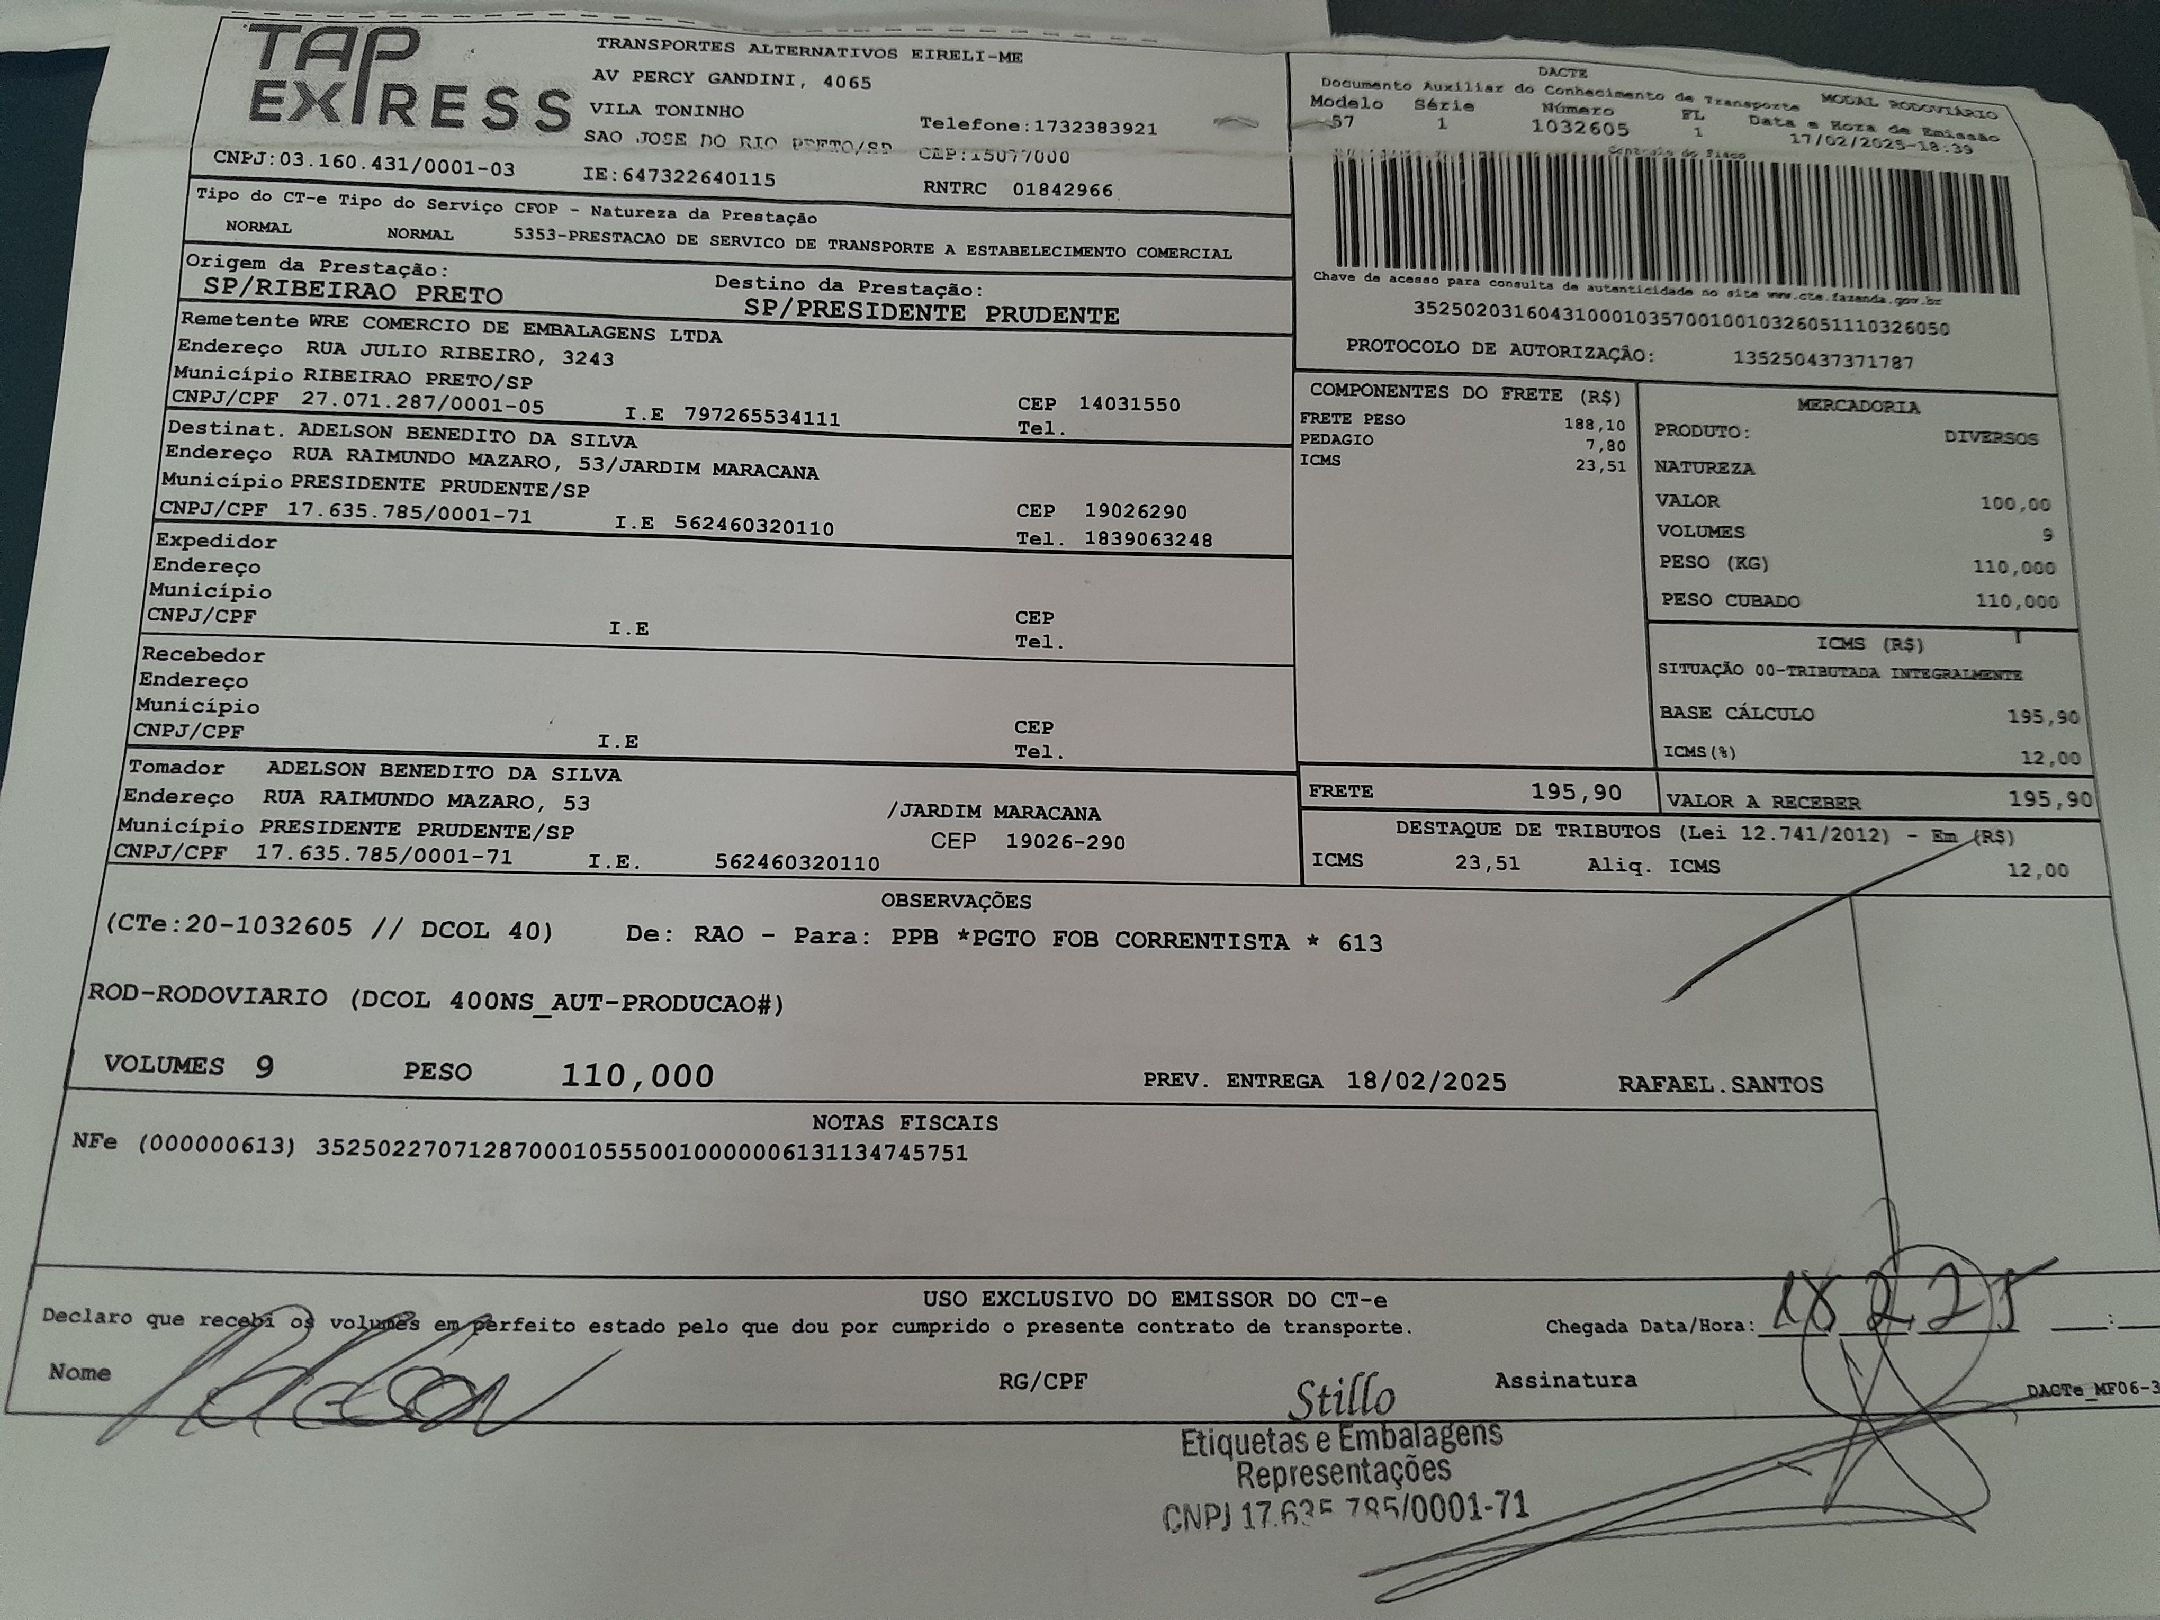 TAP EXPRESS
TRANSPORTES ALTERNATIVOS EIRELI-ME
AV PERCY GANDINI, 4065
VILA TONINHO
SAO JOSE DO RIO PRETO/SP
Telefone:1732383921
CEP:15077000
CNPJ:03.160.431/0001-03
IE:647322640115
RNTRC 01842966
DACTE
Documento Auxiliar do Conhecimento de Transporte
MODAL RODOVIÁRIO
Modelo Série Número FL Data e Hora de Emissão
57 1 1032605 1 17/02/2025-18:39
Controle do Fisco
Chave de acesso para consulta de autenticidade no site www.cte.fazenda.gov.br
35250203160431000103570010010326051110326050
PROTOCOLO DE AUTORIZAÇÃO: 135250437371787
Tipo do CT-e Tipo do Serviço CFOP - Natureza da Prestação
NORMAL NORMAL 5353-PRESTACAO DE SERVICO DE TRANSPORTE A ESTABELECIMENTO COMERCIAL
Origem da Prestação: Destino da Prestação:
SP/RIBEIRAO PRETO SP/PRESIDENTE PRUDENTE
Remetente WRE COMERCIO DE EMBALAGENS LTDA
Endereço RUA JULIO RIBEIRO, 3243
Município RIBEIRAO PRETO/SP
CNPJ/CPF 27.071.287/0001-05 I.E 797265534111 CEP 14031550
Tel.
Destinat. ADELSON BENEDITO DA SILVA
Endereço RUA RAIMUNDO MAZARO, 53/JARDIM MARACANA
Município PRESIDENTE PRUDENTE/SP
CNPJ/CPF 17.635.785/0001-71 I.E 562460320110 CEP 19026290
Tel. 1839063248
Expedidor
Endereço
Município
CNPJ/CPF I.E CEP
Tel.
Recebedor
Endereço
Município
CNPJ/CPF I.E CEP
Tel.
Tomador ADELSON BENEDITO DA SILVA
Endereço RUA RAIMUNDO MAZARO, 53 /JARDIM MARACANA
Município PRESIDENTE PRUDENTE/SP CEP 19026-290
CNPJ/CPF 17.635.785/0001-71 I.E. 562460320110
COMPONENTES DO FRETE (R$)
FRETE PESO 188,10
PEDAGIO 7,80
ICMS 23,51
MERCADORIA
PRODUTO: DIVERSOS
NATUREZA
VALOR 100,00
VOLUMES 9
PESO (KG) 110,000
PESO CUBADO 110,000
ICMS (R$)
SITUAÇÃO 00-TRIBUTADA INTEGRALMENTE
BASE CÁLCULO 195,90
ICMS(%) 12,00
FRETE 195,90
VALOR A RECEBER 195,90
DESTAQUE DE TRIBUTOS (Lei 12.741/2012) - Em (R$)
ICMS 23,51 Aliq. ICMS 12,00
OBSERVAÇÕES
(CTe:20-1032605 // DCOL 40) De: RAO - Para: PPB *PGTO FOB CORRENTISTA * 613
ROD-RODOVIARIO (DCOL 400NS_AUT-PRODUCAO#)
VOLUMES 9 PESO 110,000 PREV. ENTREGA 18/02/2025 RAFAEL.SANTOS
NOTAS FISCAIS
NFe (000000613) 35250227071287000105550010000006131134745751
USO EXCLUSIVO DO EMISSOR DO CT-e
Declaro que recebi os volumes em perfeito estado pelo que dou por cumprido o presente contrato de transporte.
Chegada Data/Hora: 18 2 25 __:__
Nome RG/CPF Assinatura
DACTe_MF06-3
Stillo
Etiquetas e Embalagens
Representações
CNPJ 17.635.785/0001-71